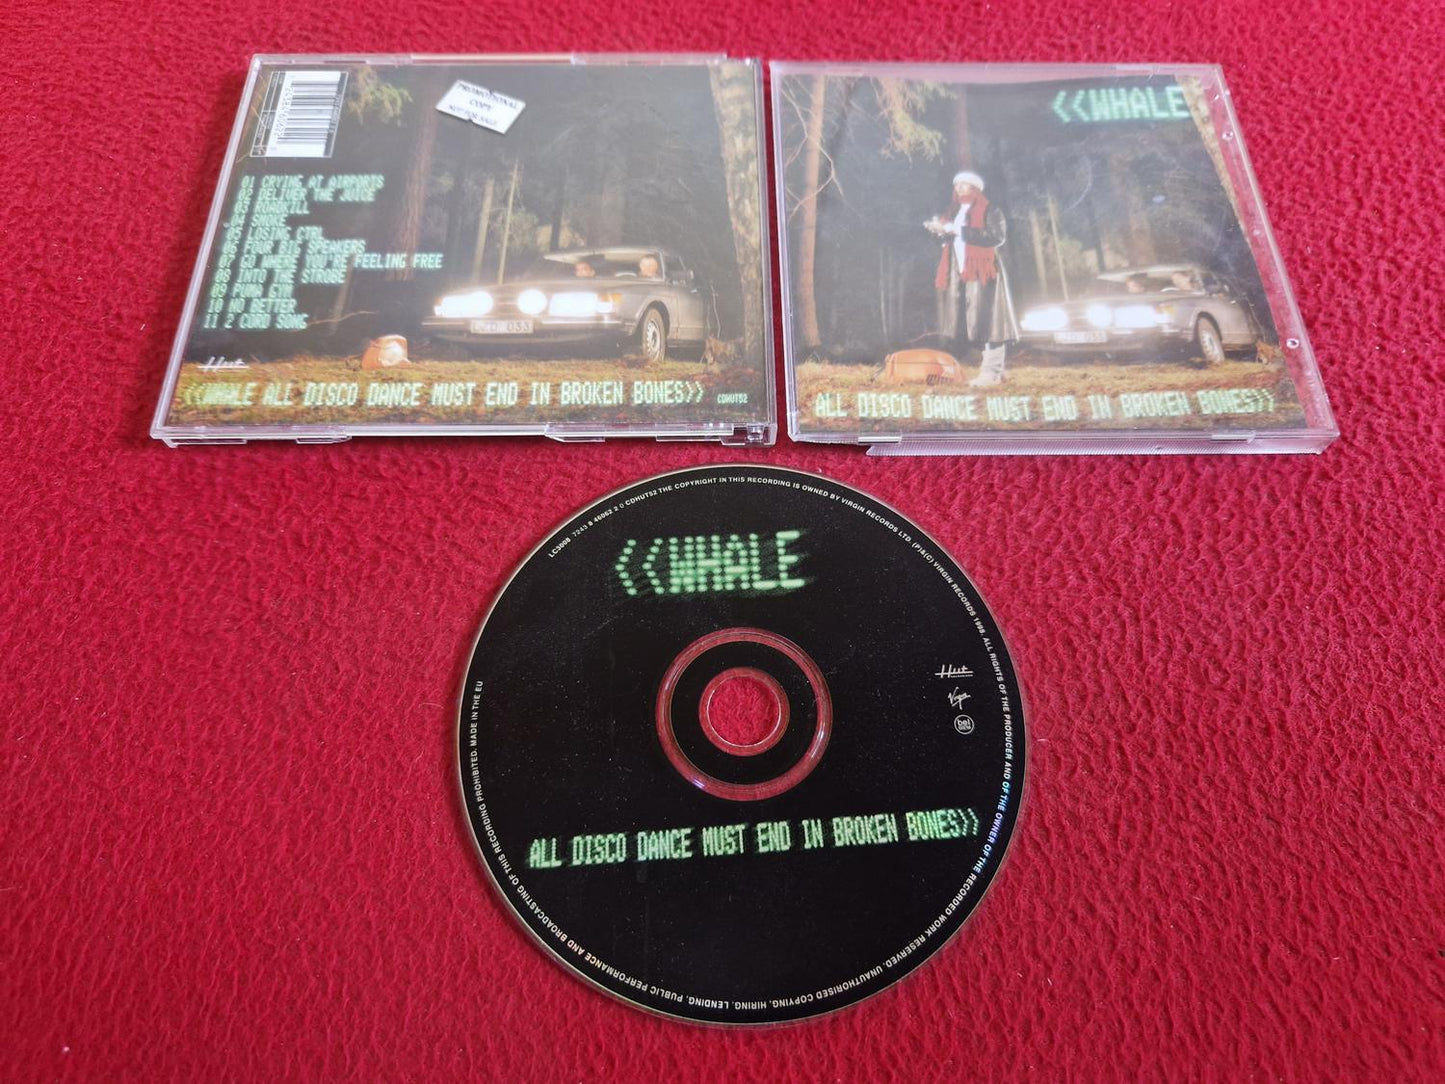 PROMOTIONAL
COPY
NOT FOR SALE
01 CRYING AT AIRPORTS
02 DELIVER THE JUICE
03 ROADKILL
04 SMOKE
05 LOSING CTRL
06 FOUR BIG SPEAKERS
07 GO WHERE YOU'RE FEELING FREE
08 INTO THE STROBE
09 PUMA GYM
10 NO BETTER
11 2 CORD SONG
Hut
<<WHALE ALL DISCO DANCE MUST END IN BROKEN BONES>>
CDHUT52
<<WHALE
ALL DISCO DANCE MUST END IN BROKEN BONES>>
LC3008 7243 8 46062 2 0 CDHUT52 THE COPYRIGHT IN THIS RECORDING IS OWNED BY VIRGIN RECORDS LTD. (P)&(C) VIRGIN RECORDS 1998. ALL RIGHTS OF THE PRODUCER AND OF THE OWNER OF THE RECORDED WORK RESERVED. UNAUTHORISED COPYING, HIRING, LENDING, PUBLIC PERFORMANCE AND BROADCASTING OF THIS RECORDING PROHIBITED. MADE IN THE EU
<<WHALE
Hut
Virgin
bel
BIEM
ALL DISCO DANCE MUST END IN BROKEN BONES>>